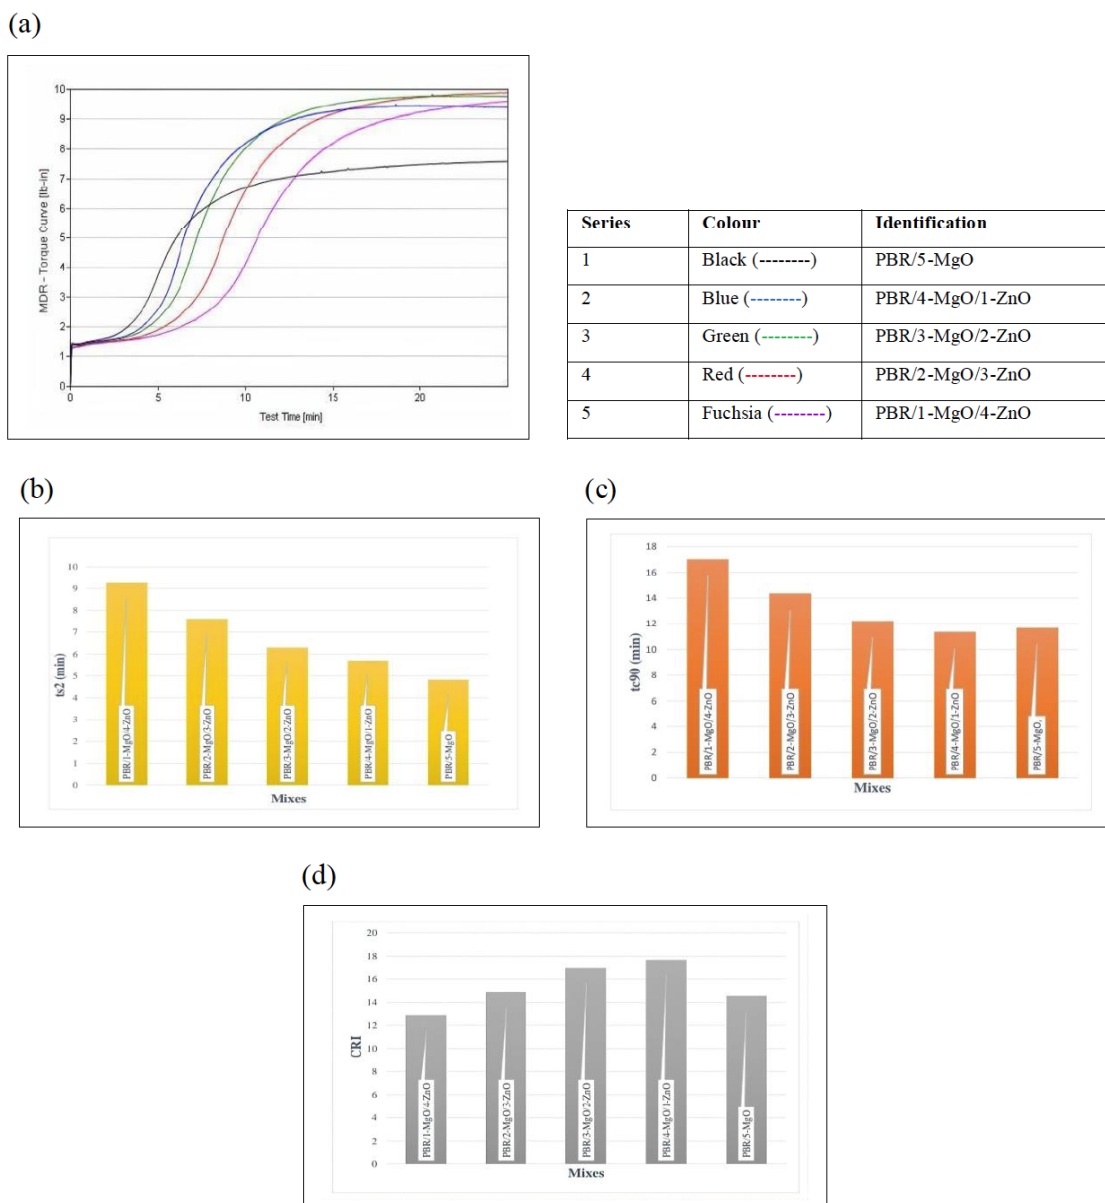 (a)
MDR - Torque Curve [lb-in]
10
9
8
7
6
5
4
3
2
1
0
0 5 10 15 20
Test Time [min]
Series Colour Identification
1 Black (--------) PBR/5-MgO
2 Blue (--------) PBR/4-MgO/1-ZnO
3 Green (--------) PBR/3-MgO/2-ZnO
4 Red (--------) PBR/2-MgO/3-ZnO
5 Fuchsia (--------) PBR/1-MgO/4-ZnO
(b)
ts2 (min)
10
9
8
7
6
5
4
3
2
1
0
PBR/1-MgO/4-ZnO
PBR/2-MgO/3-ZnO
PBR/3-MgO/2-ZnO
PBR/4-MgO/1-ZnO
PBR/5-MgO
Mixes
(c)
tc90 (min)
18
16
14
12
10
8
6
4
2
0
PBR/1-MgO/4-ZnO
PBR/2-MgO/3-ZnO
PBR/3-MgO/2-ZnO
PBR/4-MgO/1-ZnO
PBR/5-MgO,
Mixes
(d)
CRI
20
18
16
14
12
10
8
6
4
2
0
PBR/1-MgO/4-ZnO
PBR/2-MgO/3-ZnO
PBR/3-MgO/2-ZnO
PBR/4-MgO/1-ZnO
PBR/5-MgO
Mixes